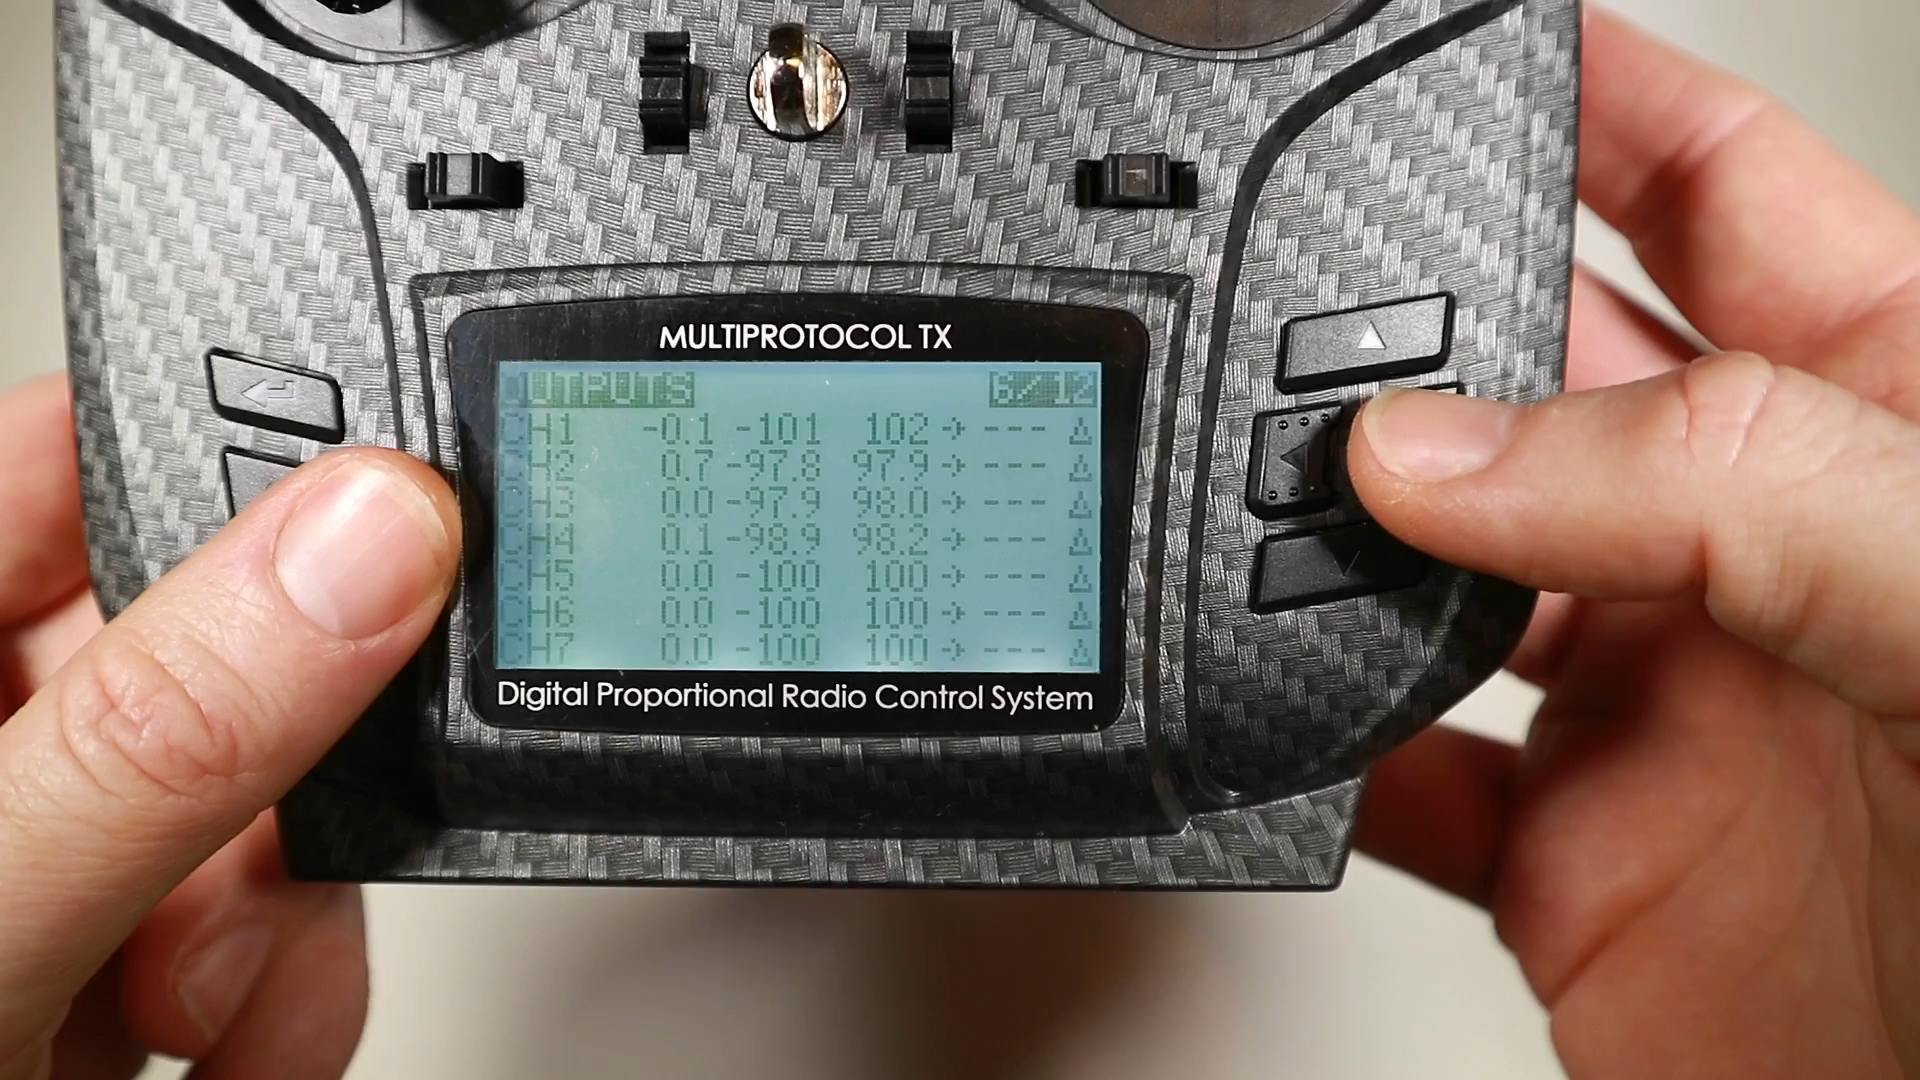 MULTIPROTOCOL TX
OUTPUTS 6/12
CH1 -0.1 -101 102 → --- Δ
CH2 0.7 -97.8 97.9 → --- Δ
CH3 0.0 -97.9 98.0 → --- Δ
CH4 0.1 -98.9 98.2 → --- Δ
CH5 0.0 -100 100 → --- Δ
CH6 0.0 -100 100 → --- Δ
CH7 0.0 -100 100 → --- Δ
Digital Proportional Radio Control System